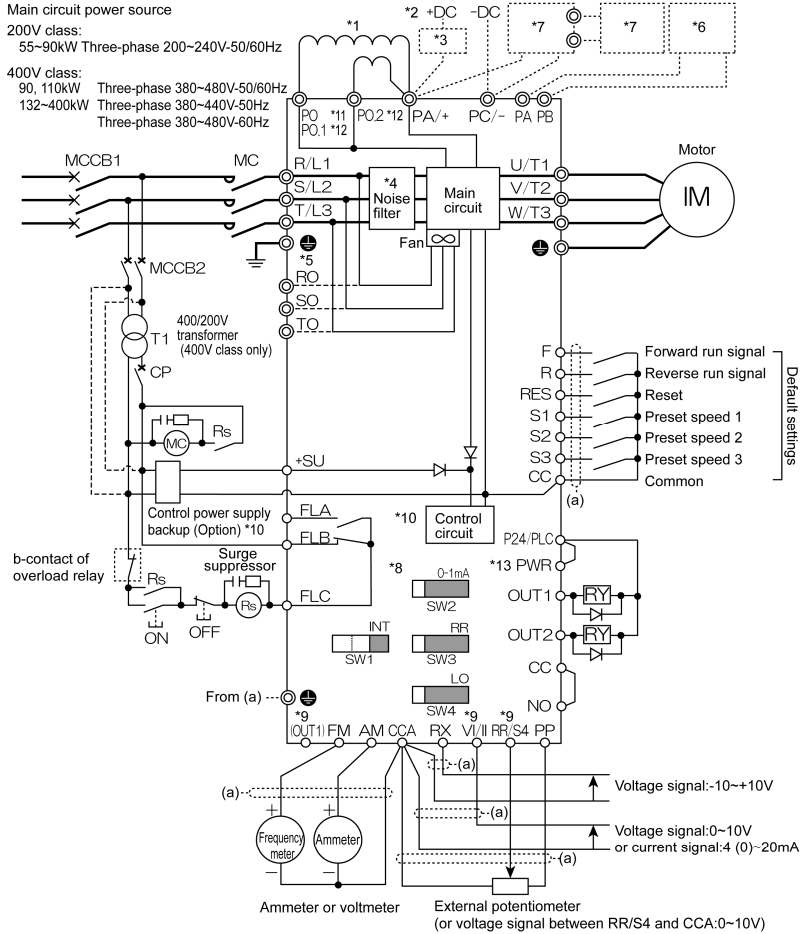 Main circuit power source
200V class:
55~90kW Three-phase 200~240V-50/60Hz
400V class:
90, 110kW Three-phase 380~480V-50/60Hz
132~400kW Three-phase 380~440V-50Hz
Three-phase 380~480V-60Hz
*1
*2 +DC -DC
*3
*7
*7
*6
PO *11
PO.1 *12
PO.2 *12
PA/+
PC/-
PA
PB
Motor
MCCB1
MC
R/L1
S/L2
T/L3
*4
Noise
filter
Main
circuit
U/T1
V/T2
W/T3
IM
Fan
*5
RO
SO
TO
MCCB2
T1
400/200V
transformer
(400V class only)
CP
MC
Rs
F Forward run signal
R Reverse run signal
RES Reset
S1 Preset speed 1
S2 Preset speed 2
S3 Preset speed 3
CC Common
Default settings
(a)
+SU
Control power supply
backup (Option) *10
FLA
FLB
FLC
*10
Control
circuit
b-contact of
overload relay
Surge
suppressor
Rs
Rs
ON
OFF
*8
0-1mA
SW2
INT
SW1
RR
SW3
LO
SW4
P24/PLC
*13 PWR
OUT1
RY
OUT2
RY
CC
NO
From (a)
*9
(OUT1)
FM
AM
CCA
RX
*9
VI/II
*9
RR/S4
PP
(a)
(a)
(a)
(a)
Voltage signal:-10~+10V
Voltage signal:0~10V
or current signal:4 (0)~20mA
+
Frequency
meter
−
+
Ammeter
−
Ammeter or voltmeter
External potentiometer
(or voltage signal between RR/S4 and CCA:0~10V)